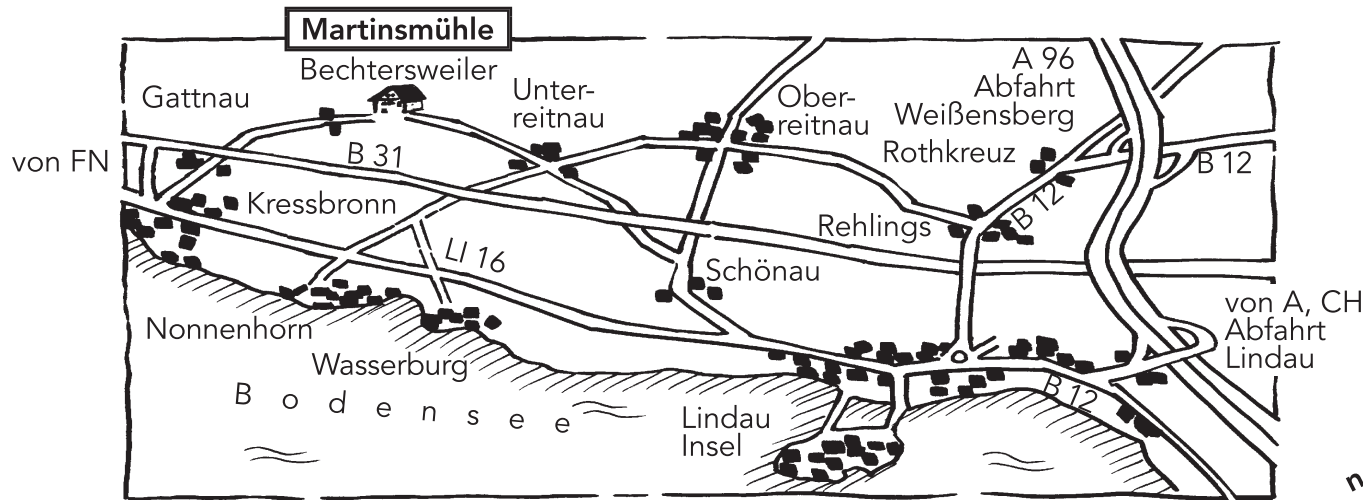 Martinsmühle
Bechtersweiler
Gattnau
Unter-
reitnau
Ober-
reitnau
A 96
Abfahrt
Weißensberg
Rothkreuz
von FN
B 31
B 12
Kressbronn
B 12
Rehlings
LI 16
Schönau
von A, CH
Abfahrt
Lindau
Nonnenhorn
Wasserburg
B 12
Bodensee
Lindau
Insel
n